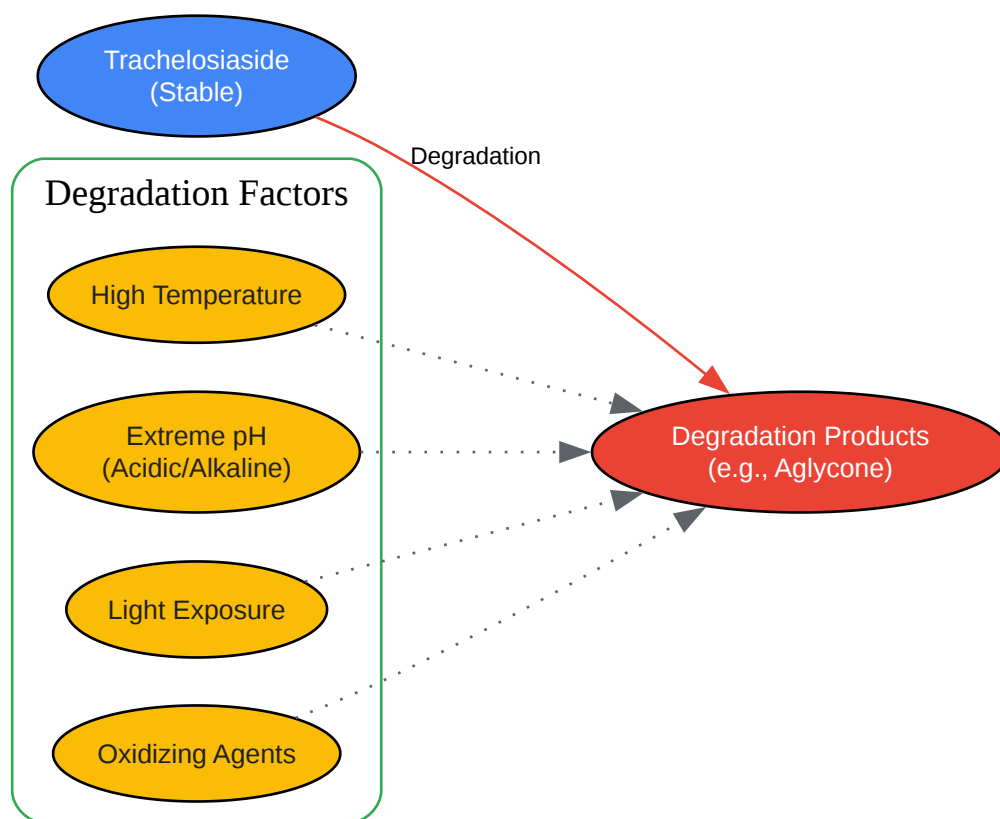 Trachelosiaside
(Stable)
Degradation
Degradation Factors
High Temperature
Extreme pH
(Acidic/Alkaline)
Degradation Products
(e.g., Aglycone)
Light Exposure
Oxidizing Agents